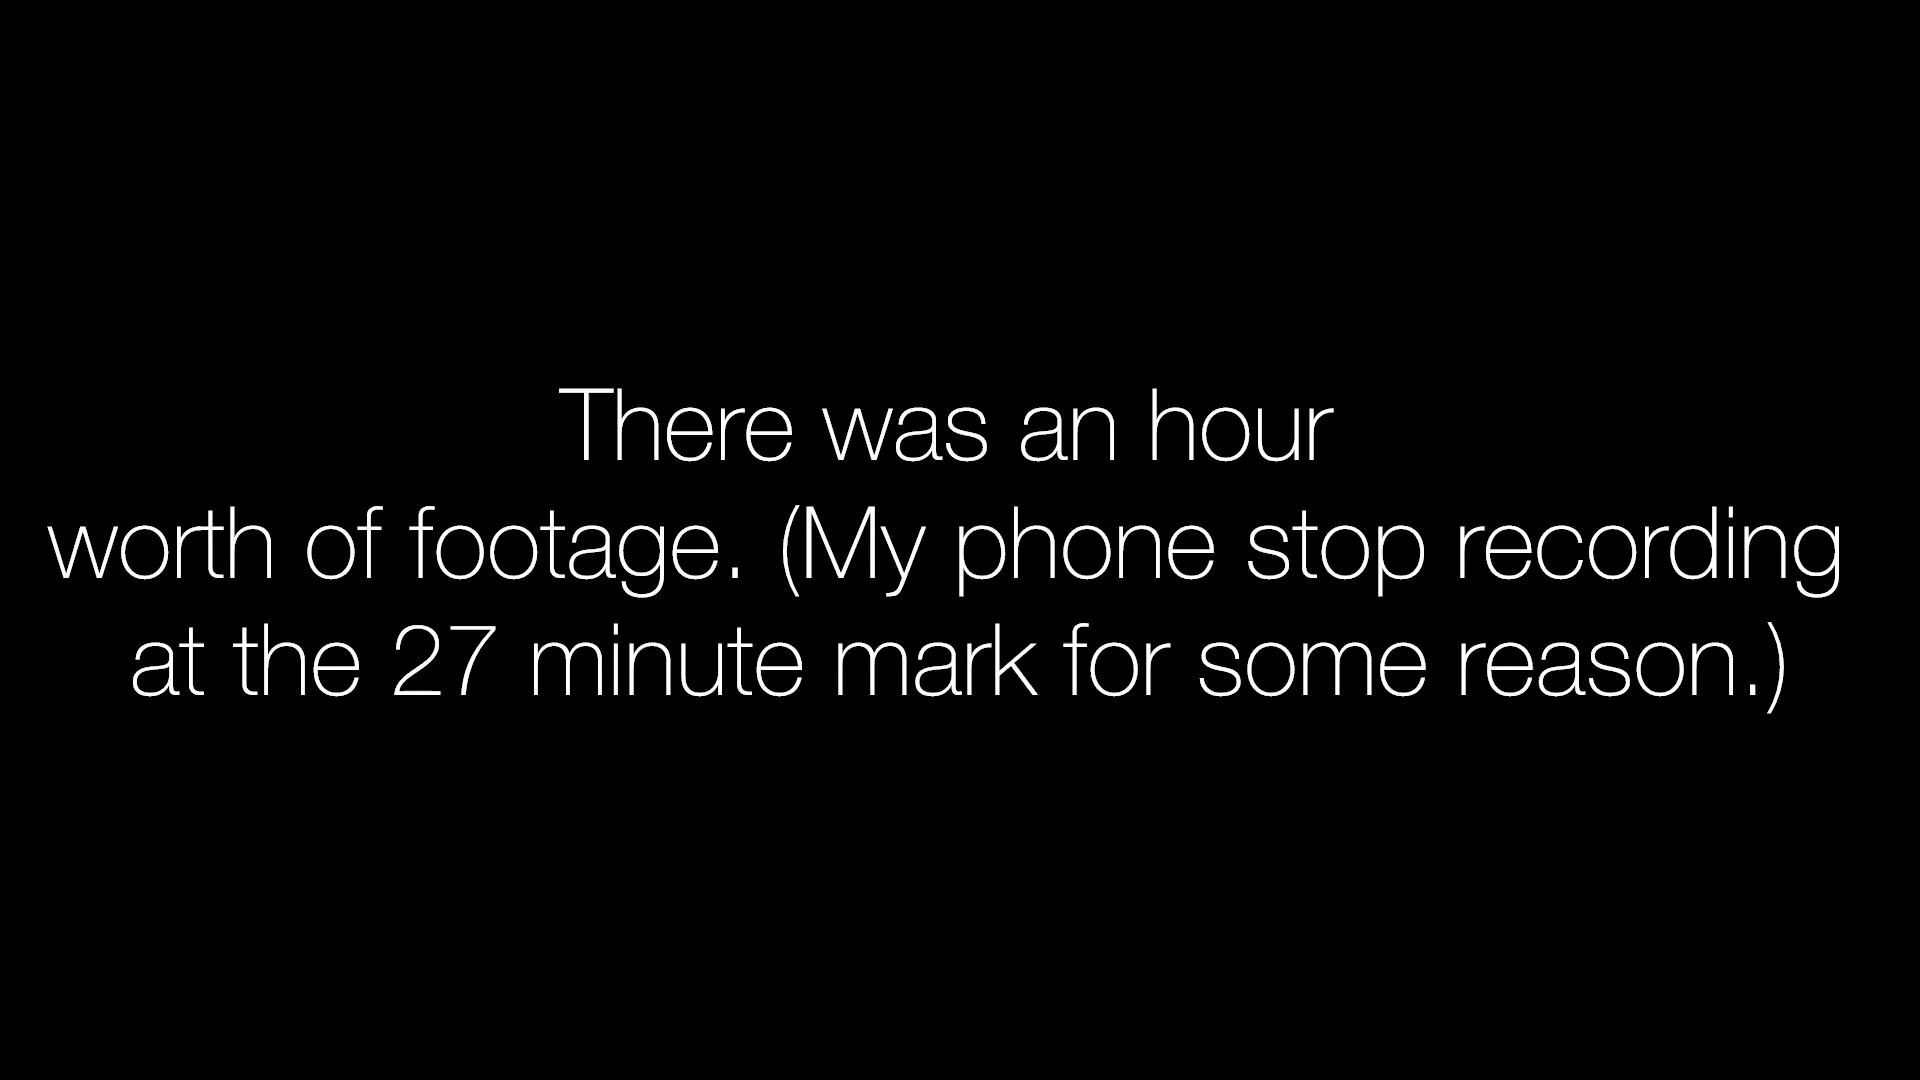 There was an hour
worth of footage. (My phone stop recording
at the 27 minute mark for some reason.)